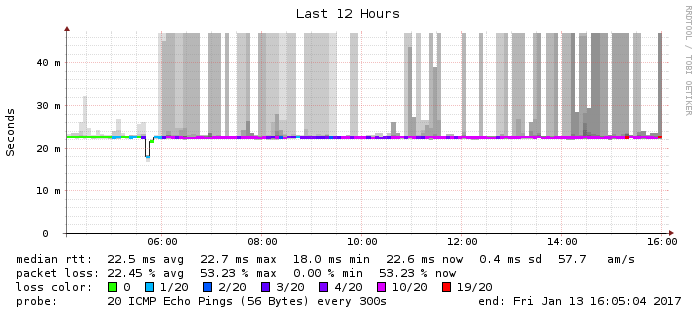 Last 12 Hours
RRDTOOL / TOBI OETIKER
Seconds
40 m
30 m
20 m
10 m
0
06:00 08:00 10:00 12:00 14:00 16:00
median rtt: 22.5 ms avg 22.7 ms max 18.0 ms min 22.6 ms now 0.4 ms sd 57.7 am/s
packet loss: 22.45 % avg 53.23 % max 0.00 % min 53.23 % now
loss color: 0 1/20 2/20 3/20 4/20 10/20 19/20
probe: 20 ICMP Echo Pings (56 Bytes) every 300s end: Fri Jan 13 16:05:04 2017